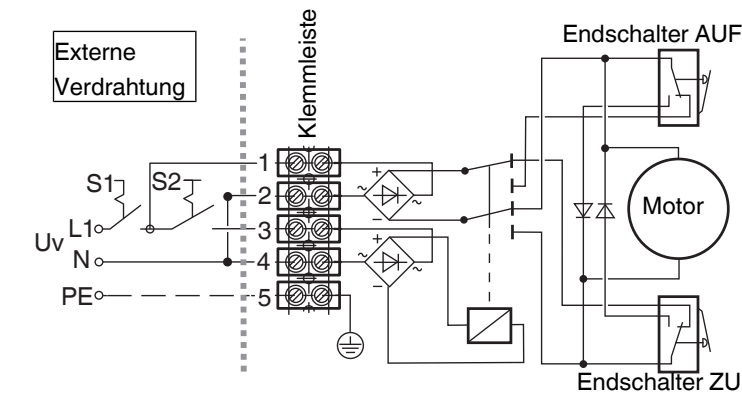 Externe
Verdrahtung
Klemmleiste
Endschalter AUF
S1
S2
L1
Uv
N
PE
1
2
3
4
5
+
~
~
−
+
~
~
−
Motor
Endschalter ZU